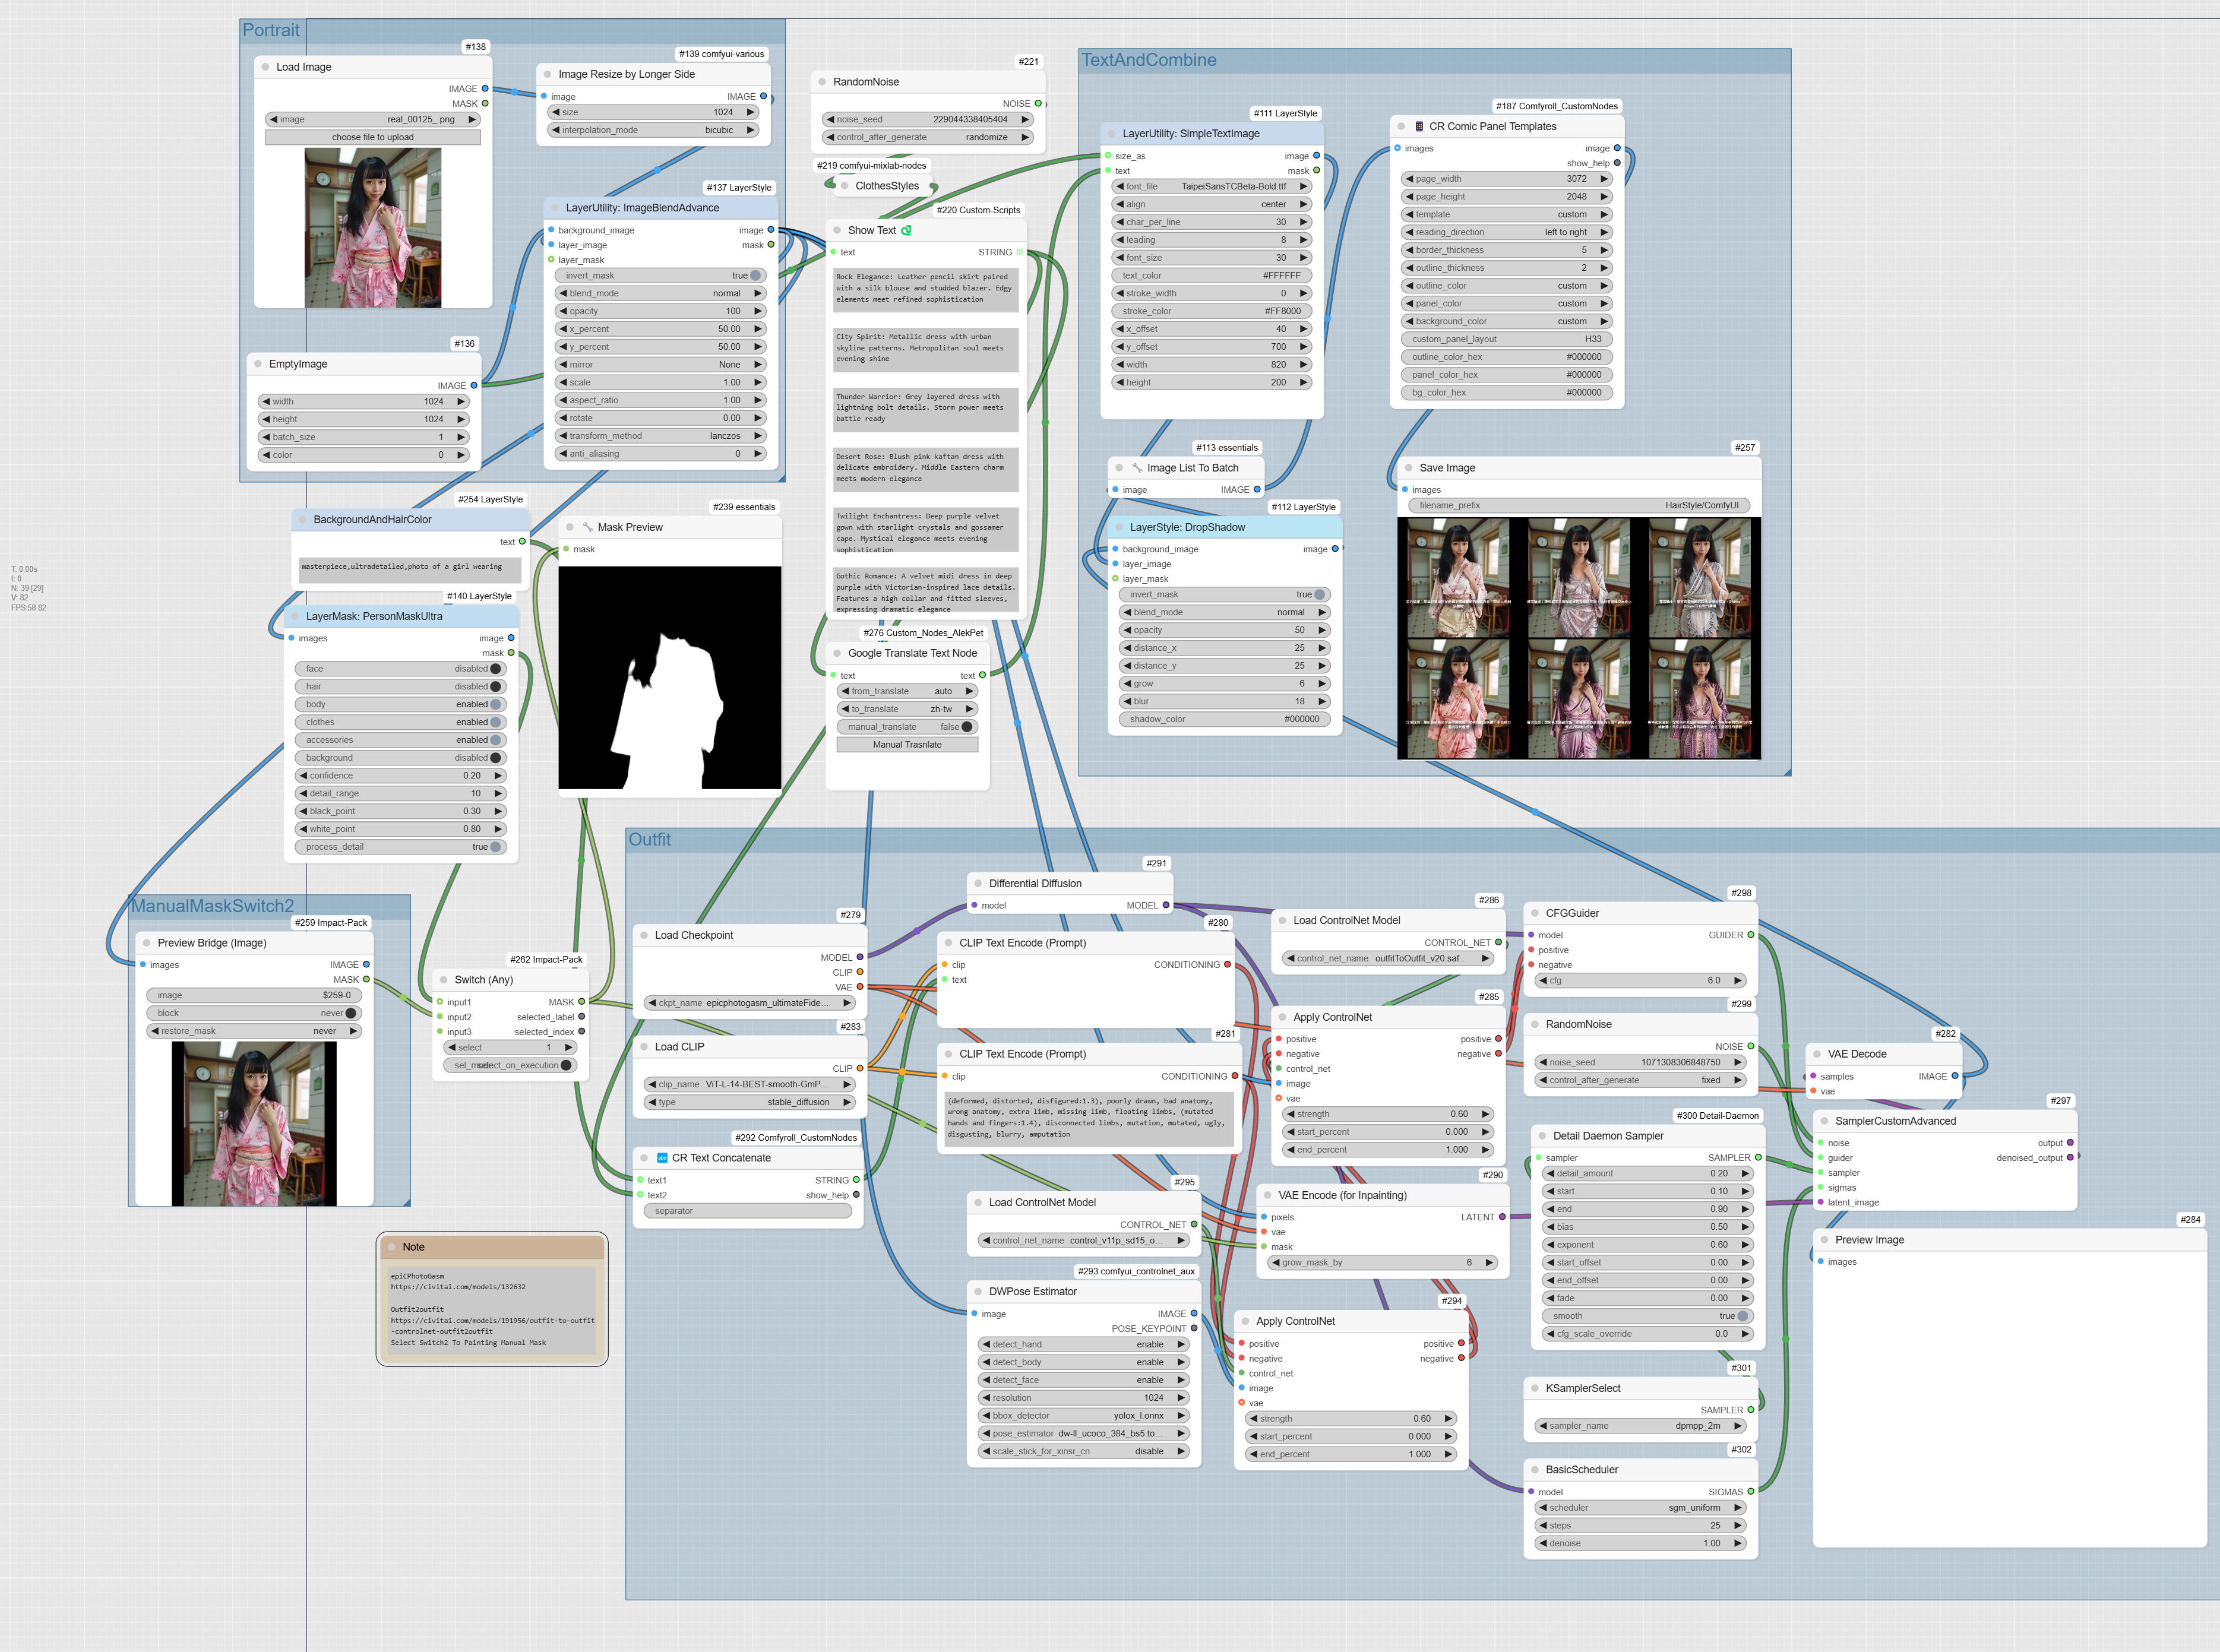 Portrait
#138
Load Image
IMAGE
MASK
image real_00125_.png
choose file to upload
#139 comfyui-various
Image Resize by Longer Side
image IMAGE
size 1024
interpolation_mode bicubic
#137 LayerStyle
LayerUtility: ImageBlendAdvance
background_image image
layer_image mask
layer_mask
invert_mask true
blend_mode normal
opacity 100
x_percent 50.00
y_percent 50.00
mirror None
scale 1.00
aspect_ratio 1.00
rotate 0.00
transform_method lanczos
anti_aliasing 0
#136
EmptyImage
IMAGE
width 1024
height 1024
batch_size 1
color 0
#221
RandomNoise
NOISE
noise_seed 229044338405404
control_after_generate randomize
#219 comfyui-mixlab-nodes
ClothesStyles
#220 Custom-Scripts
Show Text
text STRING
Rock Elegance: Leather pencil skirt paired
with a silk blouse and studded blazer. Edgy
elements meet refined sophistication
City Spirit: Metallic dress with urban
skyline patterns. Metropolitan soul meets
evening shine
Thunder Warrior: Grey layered dress with
lightning bolt details. Storm power meets
battle ready
Desert Rose: Blush pink kaftan dress with
delicate embroidery. Middle Eastern charm
meets modern elegance
Twilight Enchantress: Deep purple velvet
gown with starlight crystals and gossamer
cape. Mystical elegance meets evening
sophistication
Gothic Romance: A velvet midi dress in deep
purple with Victorian-inspired lace details.
Features a high collar and fitted sleeves,
expressing dramatic elegance
#276 Custom_Nodes_AlekPet
Google Translate Text Node
text text
from_translate auto
to_translate zh-tw
manual_translate false
Manual Trasnlate
TextAndCombine
#111 LayerStyle
LayerUtility: SimpleTextImage
size_as image
text mask
font_file TaipeiSansTCBeta-Bold.ttf
align center
char_per_line 30
leading 8
font_size 30
text_color #FFFFFF
stroke_width 0
stroke_color #FF8000
x_offset 40
y_offset 700
width 820
height 200
#187 Comfyroll_CustomNodes
CR Comic Panel Templates
images image
show_help
page_width 3072
page_height 2048
template custom
reading_direction left to right
border_thickness 5
outline_thickness 2
outline_color custom
panel_color custom
background_color custom
custom_panel_layout H33
outline_color_hex #000000
panel_color_hex #000000
bg_color_hex #000000
#113 essentials
Image List To Batch
image IMAGE
#112 LayerStyle
LayerStyle: DropShadow
background_image image
layer_image
layer_mask
invert_mask true
blend_mode normal
opacity 50
distance_x 25
distance_y 25
grow 6
blur 18
shadow_color #000000
#257
Save Image
images
filename_prefix HairStyle/ComfyUI
#254 LayerStyle
BackgroundAndHairColor
text
masterpiece,ultradetailed,photo of a girl wearing
#239 essentials
Mask Preview
mask
T: 0.00s
I: 0
N: 39 [29]
V: 82
FPS:58.82
#140 LayerStyle
LayerMask: PersonMaskUltra
images image
mask
face disabled
hair disabled
body enabled
clothes enabled
accessories enabled
background disabled
confidence 0.20
detail_range 10
black_point 0.30
white_point 0.80
process_detail true
ManualMaskSwitch2
#259 Impact-Pack
Preview Bridge (Image)
images IMAGE
MASK
image $259-0
block never
restore_mask never
#262 Impact-Pack
Switch (Any)
input1 MASK
input2 selected_label
input3 selected_index
select 1
select_on_execution
Note
epiCPhotoGasm
https://civitai.com/models/132632
Outfit2outfit
https://civitai.com/models/191956/outfit-to-outfit
-controlnet-outfit2outfit
Select Switch2 To Painting Manual Mask
Outfit
#279
Load Checkpoint
MODEL
CLIP
VAE
ckpt_name epicphotogasm_ultimateFide...
#283
Load CLIP
CLIP
clip_name ViT-L-14-BEST-smooth-GmP...
type stable_diffusion
#292 Comfyroll_CustomNodes
CR Text Concatenate
text1 STRING
text2 show_help
separator
#291
Differential Diffusion
model MODEL
#280
CLIP Text Encode (Prompt)
clip CONDITIONING
text
#281
CLIP Text Encode (Prompt)
clip CONDITIONING
(deformed, distorted, disfigured:1.3), poorly drawn, bad anatomy,
wrong anatomy, extra limb, missing limb, floating limbs, (mutated
hands and fingers:1.4), disconnected limbs, mutation, mutated, ugly,
disgusting, blurry, amputation
#295
Load ControlNet Model
CONTROL_NET
control_net_name control_v11p_sd15_o...
#293 comfyui_controlnet_aux
DWPose Estimator
image IMAGE
POSE_KEYPOINT
detect_hand enable
detect_body enable
detect_face enable
resolution 1024
bbox_detector yolox_l.onnx
pose_estimator dw-ll_ucoco_384_bs5.to...
scale_stick_for_xinsr_cn disable
#286
Load ControlNet Model
CONTROL_NET
control_net_name outfitToOutfit_v20.saf...
#285
Apply ControlNet
positive positive
negative negative
control_net
image
vae
strength 0.60
start_percent 0.000
end_percent 1.000
#290
VAE Encode (for Inpainting)
pixels LATENT
vae
mask
grow_mask_by 6
#294
Apply ControlNet
positive positive
negative negative
control_net
image
vae
strength 0.60
start_percent 0.000
end_percent 1.000
#298
CFGGuider
model GUIDER
positive
negative
cfg 6.0
#299
RandomNoise
NOISE
noise_seed 1071308306848750
control_after_generate fixed
#300 Detail-Daemon
Detail Daemon Sampler
sampler SAMPLER
detail_amount 0.20
start 0.10
end 0.90
bias 0.50
exponent 0.60
start_offset 0.00
end_offset 0.00
fade 0.00
smooth true
cfg_scale_override 0.0
#301
KSamplerSelect
SAMPLER
sampler_name dpmpp_2m
#302
BasicScheduler
model SIGMAS
scheduler sgm_uniform
steps 25
denoise 1.00
#282
VAE Decode
samples IMAGE
vae
#297
SamplerCustomAdvanced
noise output
guider denoised_output
sampler
sigmas
latent_image
#284
Preview Image
images